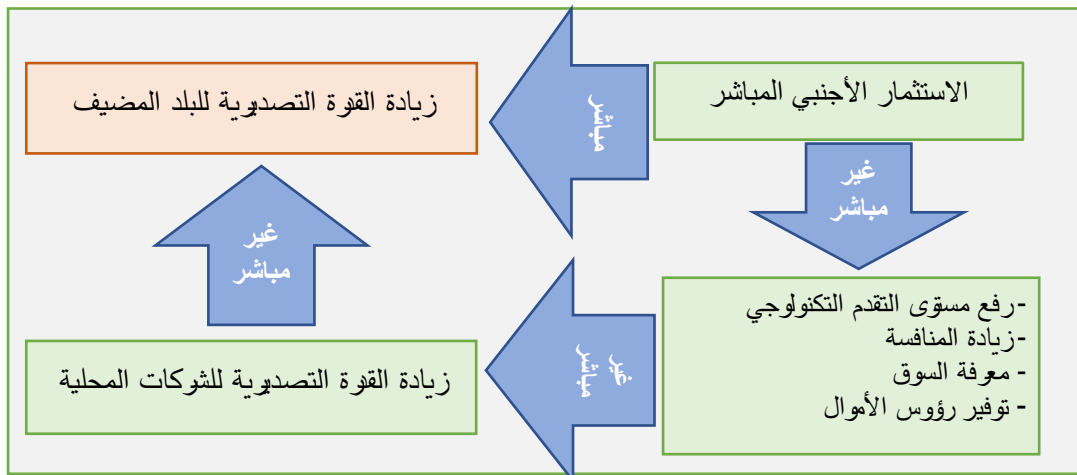 الاستثمار الأجنبي المباشر
مباشر
زيادة القوة التصديرية للبلد المضيف
غير
مباشر
-رفع مستوى التقدم التكنولوجي
-زيادة المنافسة
- معرفة السوق
- توفير رؤوس الأموال
غير
مباشر
زيادة القوة التصديرية للشركات المحلية
غير
مباشر